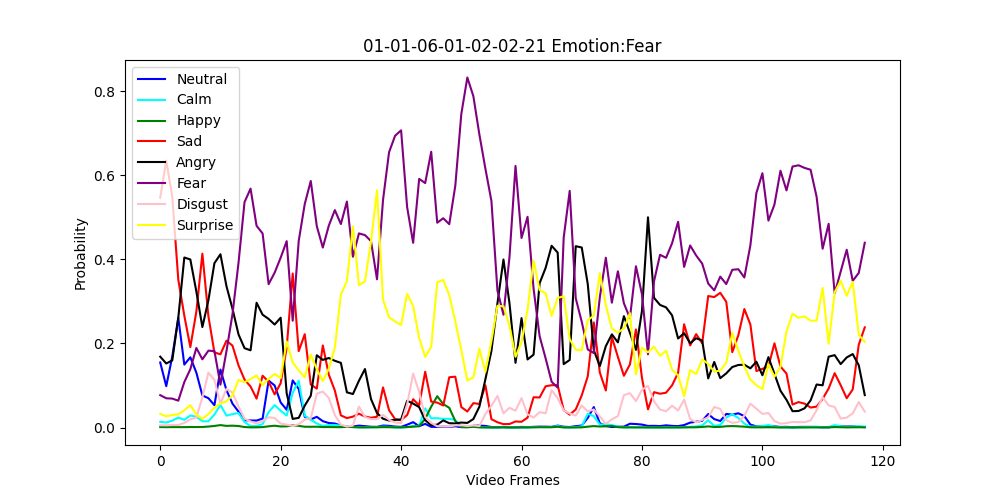 01-01-06-01-02-02-21 Emotion:Fear
Neutral
Calm
Happy
Sad
Angry
Fear
Disgust
Surprise
Probability
0.8
0.6
0.4
0.2
0.0
0 20 40 60 80 100 120
Video Frames